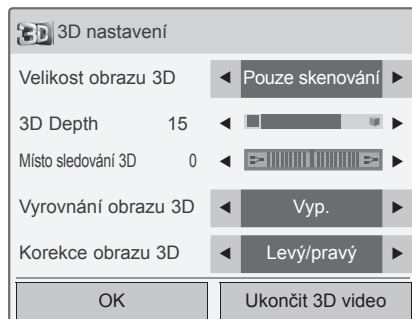 3D 3D nastavení
Velikost obrazu 3D ◄ Pouze skenování ►
3D Depth 15 ◄ ►
Místo sledování 3D 0 ◄ ►
Vyrovnání obrazu 3D ◄ Vyp. ►
Korekce obrazu 3D ◄ Levý/pravý ►
OK Ukončit 3D video